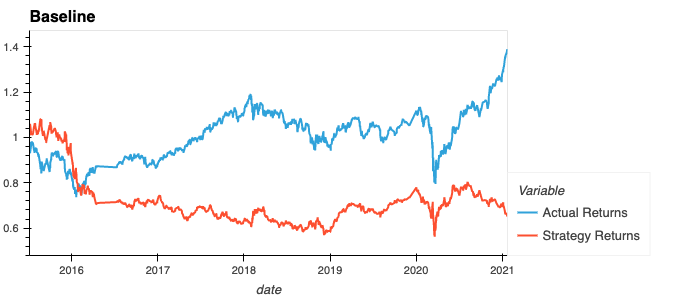 Baseline
1.4
1.2
1
0.8
0.6
2016 2017 2018 2019 2020 2021
date
Variable
Actual Returns
Strategy Returns